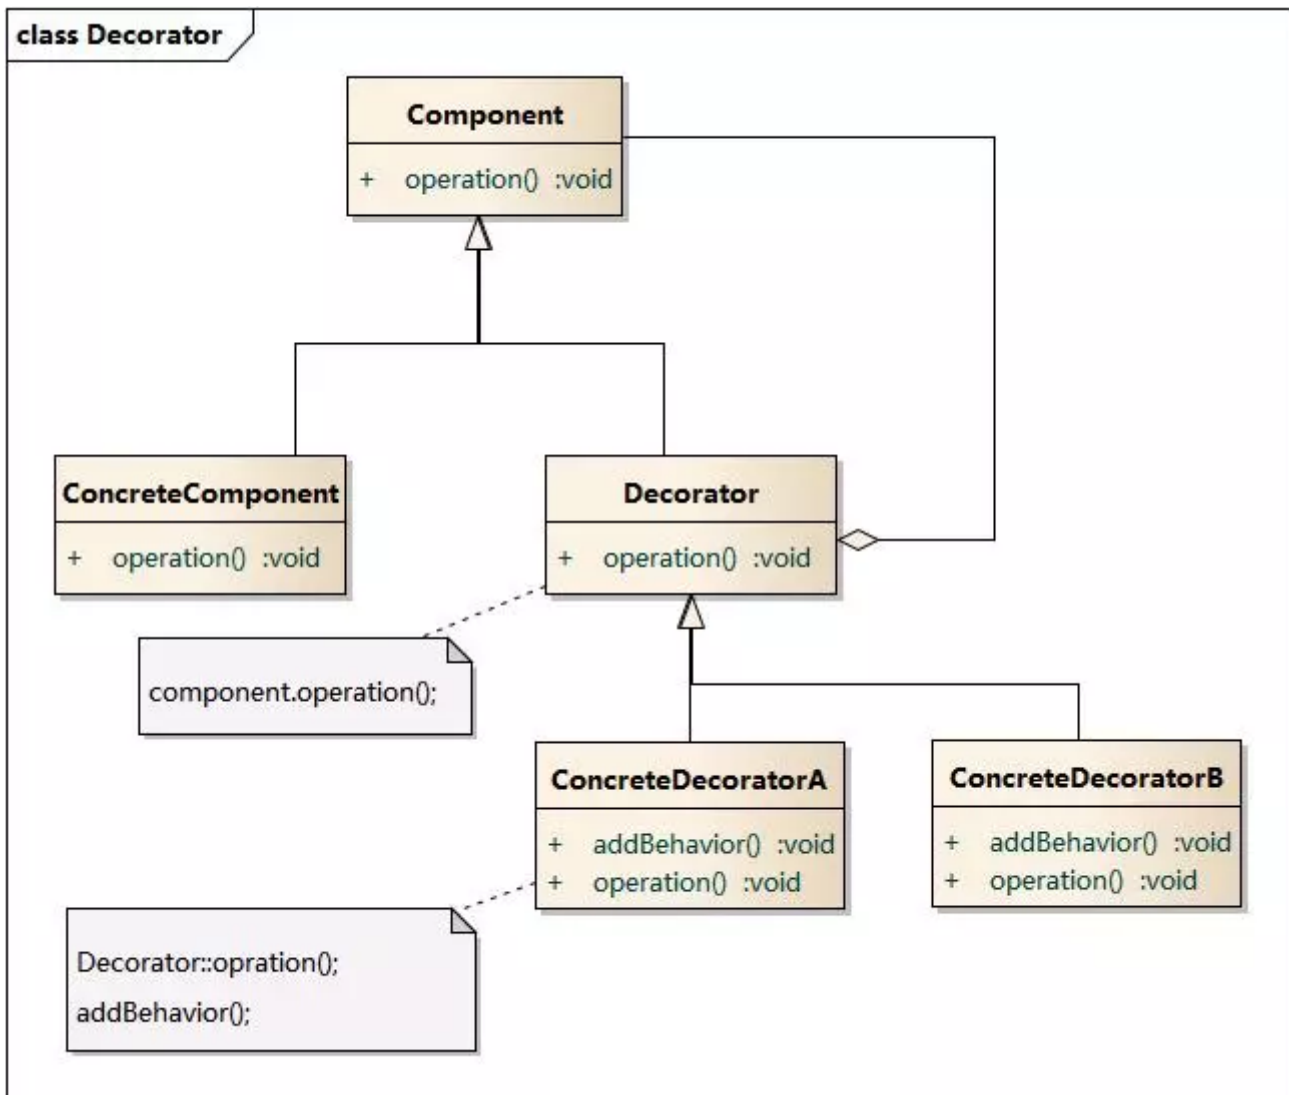 class Decorator
Component
+ operation() :void
ConcreteComponent
+ operation() :void
Decorator
+ operation() :void
component.operation();
ConcreteDecoratorA
+ addBehavior() :void
+ operation() :void
ConcreteDecoratorB
+ addBehavior() :void
+ operation() :void
Decorator::opration();
addBehavior();